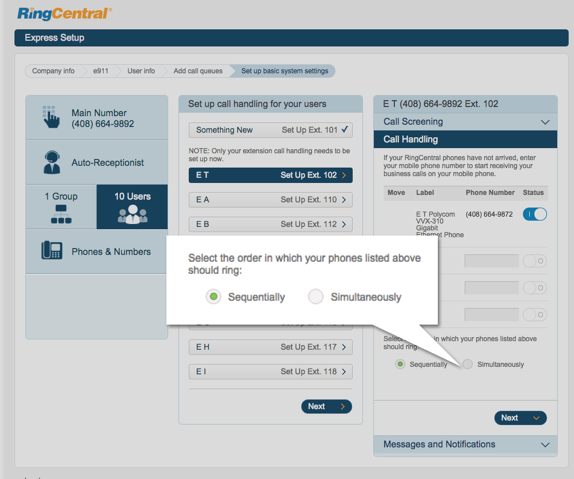 RingCentral®
Express Setup
Company info
e911
User info
Add call queues
Set up basic system settings
Main Number
(408) 664-9892
Auto-Receptionist
1 Group
10 Users
Phones & Numbers
Set up call handling for your users
Something New Set Up Ext. 101
NOTE: Only your extension call handling needs to be
set up now.
E T Set Up Ext. 102
E A Set Up Ext. 110
E B Set Up Ext. 112
E H Set Up Ext. 117
E I Set Up Ext. 118
Next
E T (408) 664-9892 Ext. 102
Call Screening
Call Handling
If your RingCentral phones have not arrived, enter
your mobile phone number to start receiving your
business calls on your mobile phone.
Move Label Phone Number Status
E T Polycom (408) 664-9872
VVX-310
Gigabit
Ethernet Phone
Select the order in which your phones listed above
should ring:
Sequentially Simultaneously
in which your phones listed above
should ring
Sequentially Simultaneously
Next
Messages and Notifications